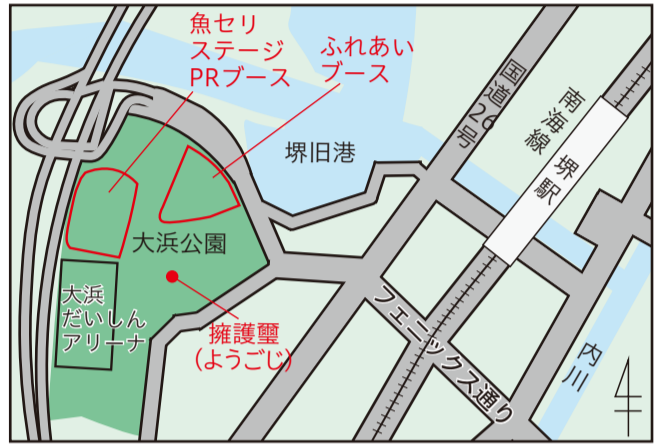 魚セリ
ステージ
PRブース
ふれあい
ブース
国道26号
南海線 堺駅
堺旧港
大浜公園
大浜
だいしん
アリーナ
擁護璽
(ようごじ)
フェニックス通り
内川